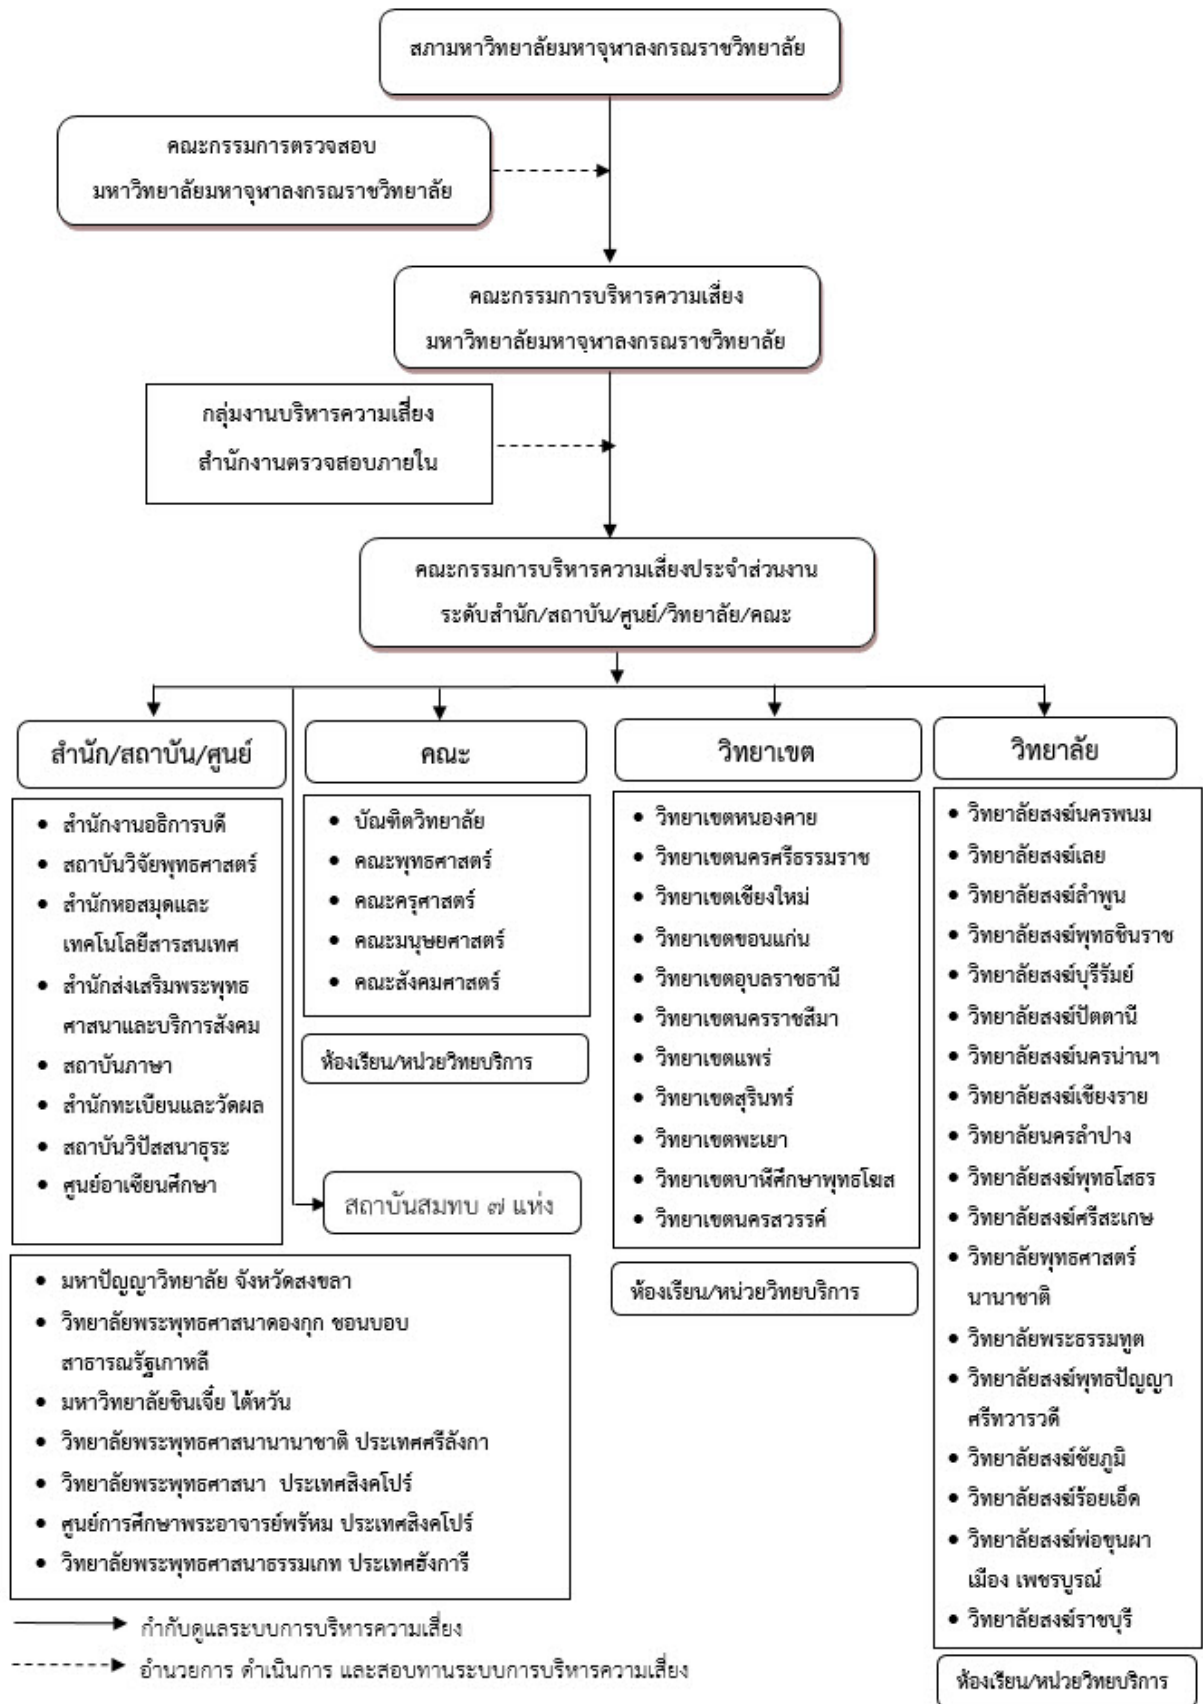 สภามหาวิทยาลัยมหาจุฬาลงกรณราชวิทยาลัย
คณะกรรมการตรวจสอบ
มหาวิทยาลัยมหาจุฬาลงกรณราชวิทยาลัย
คณะกรรมการบริหารความเสี่ยง
มหาวิทยาลัยมหาจุฬาลงกรณราชวิทยาลัย
กลุ่มงานบริหารความเสี่ยง
สำนักงานตรวจสอบภายใน
คณะกรรมการบริหารความเสี่ยงประจำส่วนงาน
ระดับสำนัก/สถาบัน/ศูนย์/วิทยาลัย/คณะ
สำนัก/สถาบัน/ศูนย์
• สำนักงานอธิการบดี
• สถาบันวิจัยพุทธศาสตร์
• สำนักหอสมุดและ
เทคโนโลยีสารสนเทศ
• สำนักส่งเสริมพระพุทธ
ศาสนาและบริการสังคม
• สถาบันภาษา
• สำนักทะเบียนและวัดผล
• สถาบันวิปัสสนาธุระ
• ศูนย์อาเซียนศึกษา
คณะ
• บัณฑิตวิทยาลัย
• คณะพุทธศาสตร์
• คณะครุศาสตร์
• คณะมนุษยศาสตร์
• คณะสังคมศาสตร์
ห้องเรียน/หน่วยวิทยบริการ
สถาบันสมทบ ๗ แห่ง
• มหาปัญญาวิทยาลัย จังหวัดสงขลา
• วิทยาลัยพระพุทธศาสนาดองกุก ชอนบอบ
สาธารณรัฐเกาหลี
• มหาวิทยาลัยชินเจี๋ย ไต้หวัน
• วิทยาลัยพระพุทธศาสนานานาชาติ ประเทศศรีลังกา
• วิทยาลัยพระพุทธศาสนา ประเทศสิงคโปร์
• ศูนย์การศึกษาพระอาจารย์พรัหม ประเทศสิงคโปร์
• วิทยาลัยพระพุทธศาสนาธรรมเกท ประเทศฮังการี
วิทยาเขต
• วิทยาเขตหนองคาย
• วิทยาเขตนครศรีธรรมราช
• วิทยาเขตเชียงใหม่
• วิทยาเขตขอนแก่น
• วิทยาเขตอุบลราชธานี
• วิทยาเขตนครราชสีมา
• วิทยาเขตแพร่
• วิทยาเขตสุรินทร์
• วิทยาเขตพะเยา
• วิทยาเขตบาฬีศึกษาพุทธโฆส
• วิทยาเขตนครสวรรค์
ห้องเรียน/หน่วยวิทยบริการ
วิทยาลัย
• วิทยาลัยสงฆ์นครพนม
• วิทยาลัยสงฆ์เลย
• วิทยาลัยสงฆ์ลำพูน
• วิทยาลัยสงฆ์พุทธชินราช
• วิทยาลัยสงฆ์บุรีรัมย์
• วิทยาลัยสงฆ์ปัตตานี
• วิทยาลัยสงฆ์นครน่านฯ
• วิทยาลัยสงฆ์เชียงราย
• วิทยาลัยนครลำปาง
• วิทยาลัยสงฆ์พุทธโสธร
• วิทยาลัยสงฆ์ศรีสะเกษ
• วิทยาลัยพุทธศาสตร์
นานาชาติ
• วิทยาลัยพระธรรมทูต
• วิทยาลัยสงฆ์พุทธปัญญา
ศรีทวารวดี
• วิทยาลัยสงฆ์ชัยภูมิ
• วิทยาลัยสงฆ์ร้อยเอ็ด
• วิทยาลัยสงฆ์พ่อขุนผา
เมือง เพชรบูรณ์
• วิทยาลัยสงฆ์ราชบุรี
ห้องเรียน/หน่วยวิทยบริการ
กำกับดูแลระบบการบริหารความเสี่ยง
อำนวยการ ดำเนินการ และสอบทานระบบการบริหารความเสี่ยง